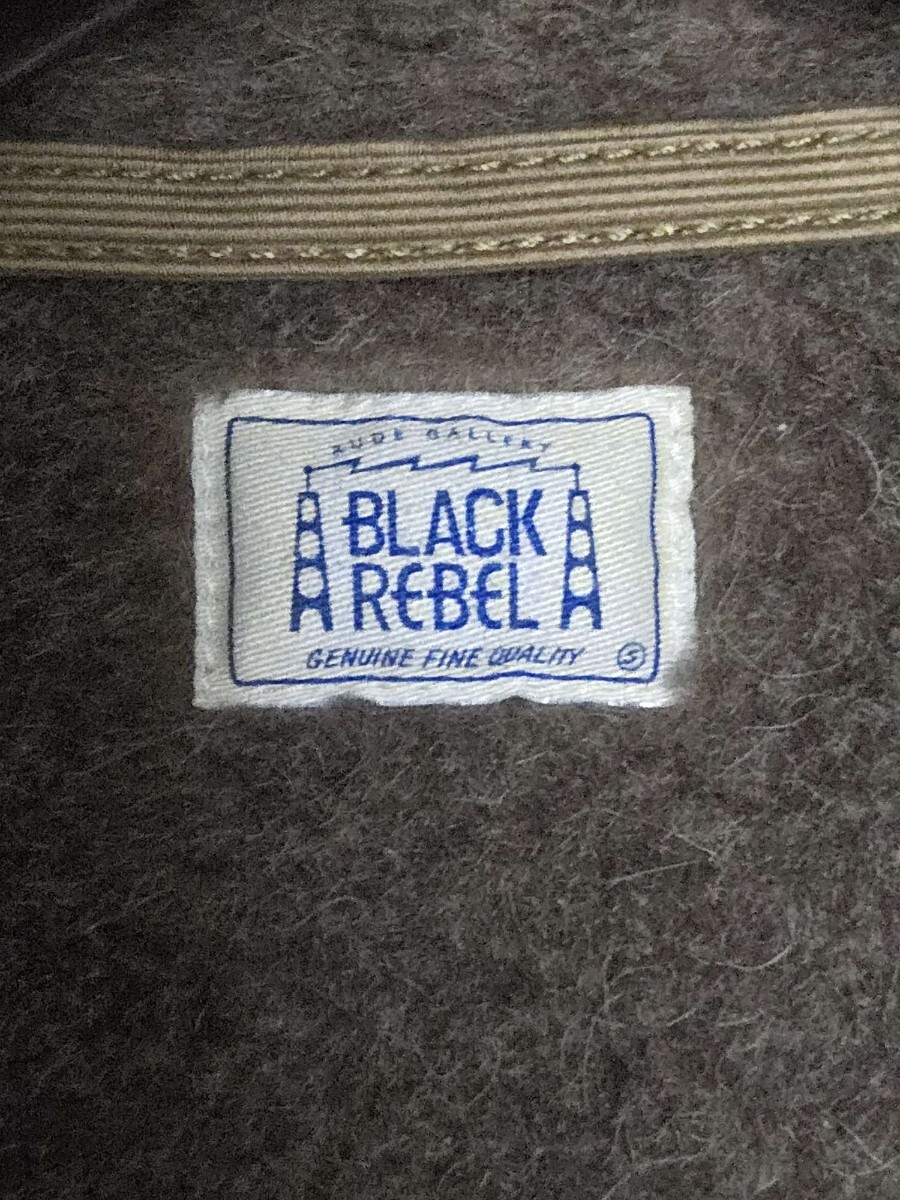 RUDE GALLERY
BLACK
REBEL
GENUINE FINE QUALITY S